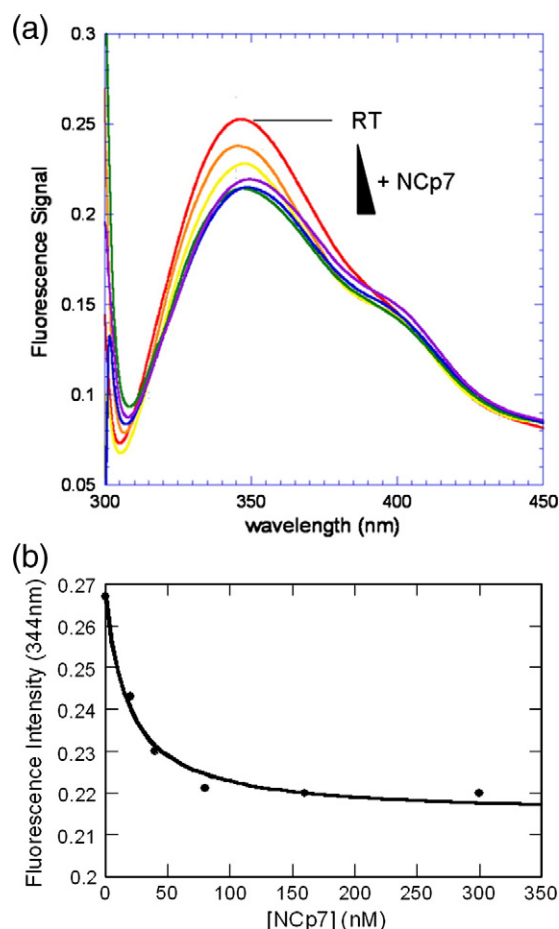 (a)
0.3
0.25
0.2
0.15
0.1
0.05
Fluorescence Signal
RT
+ NCp7
300 350 400 450
wavelength (nm)
(b)
0.27
0.26
0.25
0.24
0.23
0.22
0.21
0.2
Fluorescence Intensity (344nm)
0 50 100 150 200 250 300 350
[NCp7] (nM)